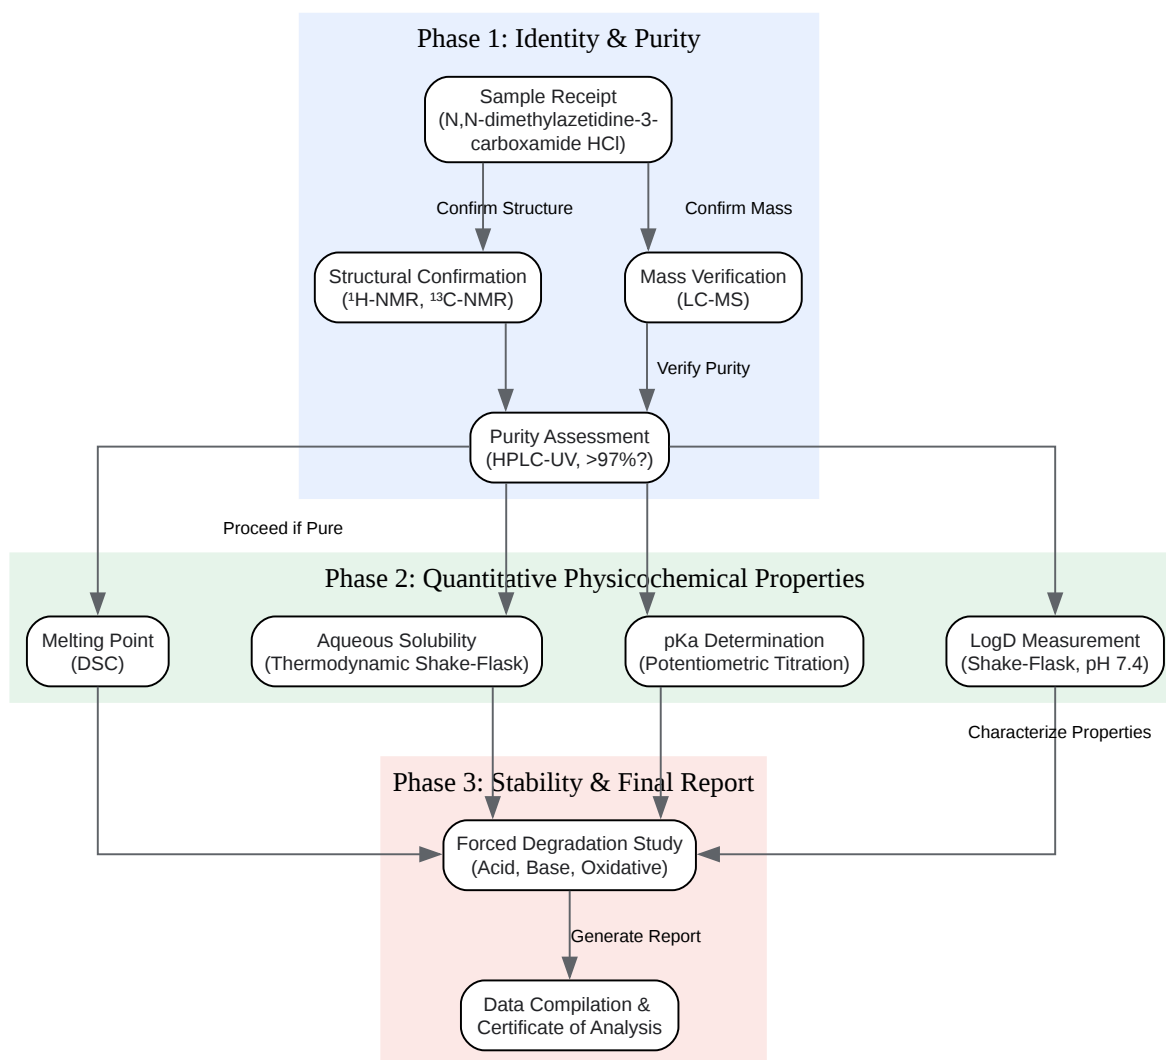 Phase 1: Identity & Purity
Sample Receipt
(N,N-dimethylazetidine-3-
carboxamide HCl)
Confirm Structure
Confirm Mass
Structural Confirmation
(¹H-NMR, ¹³C-NMR)
Mass Verification
(LC-MS)
Verify Purity
Purity Assessment
(HPLC-UV, >97%?)
Proceed if Pure
Phase 2: Quantitative Physicochemical Properties
Melting Point
(DSC)
Aqueous Solubility
(Thermodynamic Shake-Flask)
pKa Determination
(Potentiometric Titration)
LogD Measurement
(Shake-Flask, pH 7.4)
Characterize Properties
Phase 3: Stability & Final Report
Forced Degradation Study
(Acid, Base, Oxidative)
Generate Report
Data Compilation &
Certificate of Analysis